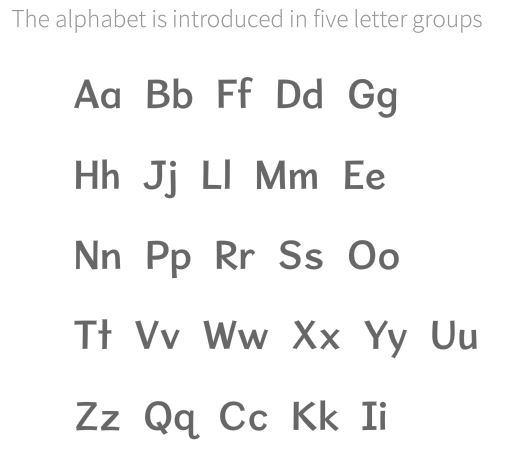 The alphabet is introduced in five letter groups
Aa Bb Ff Dd Gg
Hh Jj Ll Mm Ee
Nn Pp Rr Ss Oo
Tt Vv Ww Xx Yy Uu
Zz Qq Cc Kk Ii